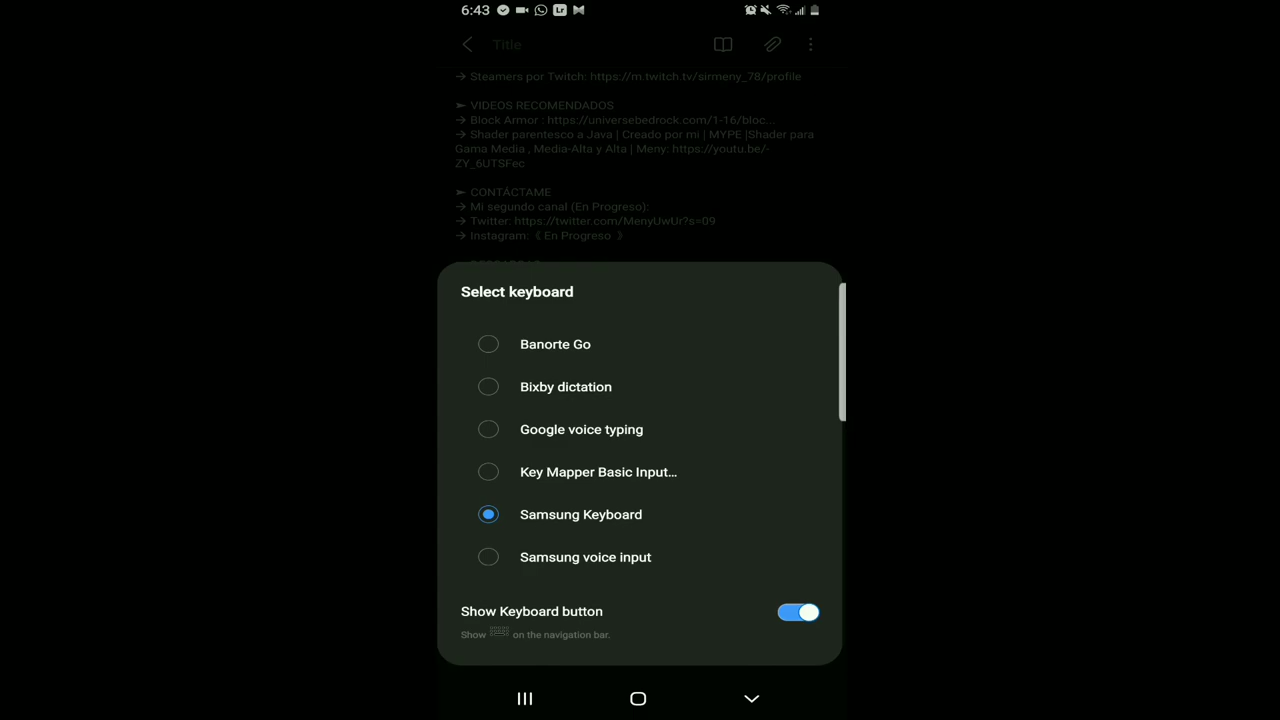 6:43
Lr
Title
→ Steamers por Twitch: https://m.twitch.tv/sirmeny_78/profile
➤ VIDEOS RECOMENDADOS
→ Block Armor : https://universebedrock.com/1-16/bloc...
→ Shader parentesco a Java | Creado por mi | MYPE |Shader para
Gama Media , Media-Alta y Alta | Meny: https://youtu.be/-
ZY_6UTSFec
➤ CONTÁCTAME
→ Mi segundo canal (En Progreso):
→ Twitter: https://twitter.com/MenyUwUr?s=09
→ Instagram:《 En Progreso 》
Select keyboard
Banorte Go
Bixby dictation
Google voice typing
Key Mapper Basic Input...
Samsung Keyboard
Samsung voice input
Show Keyboard button
Show on the navigation bar.